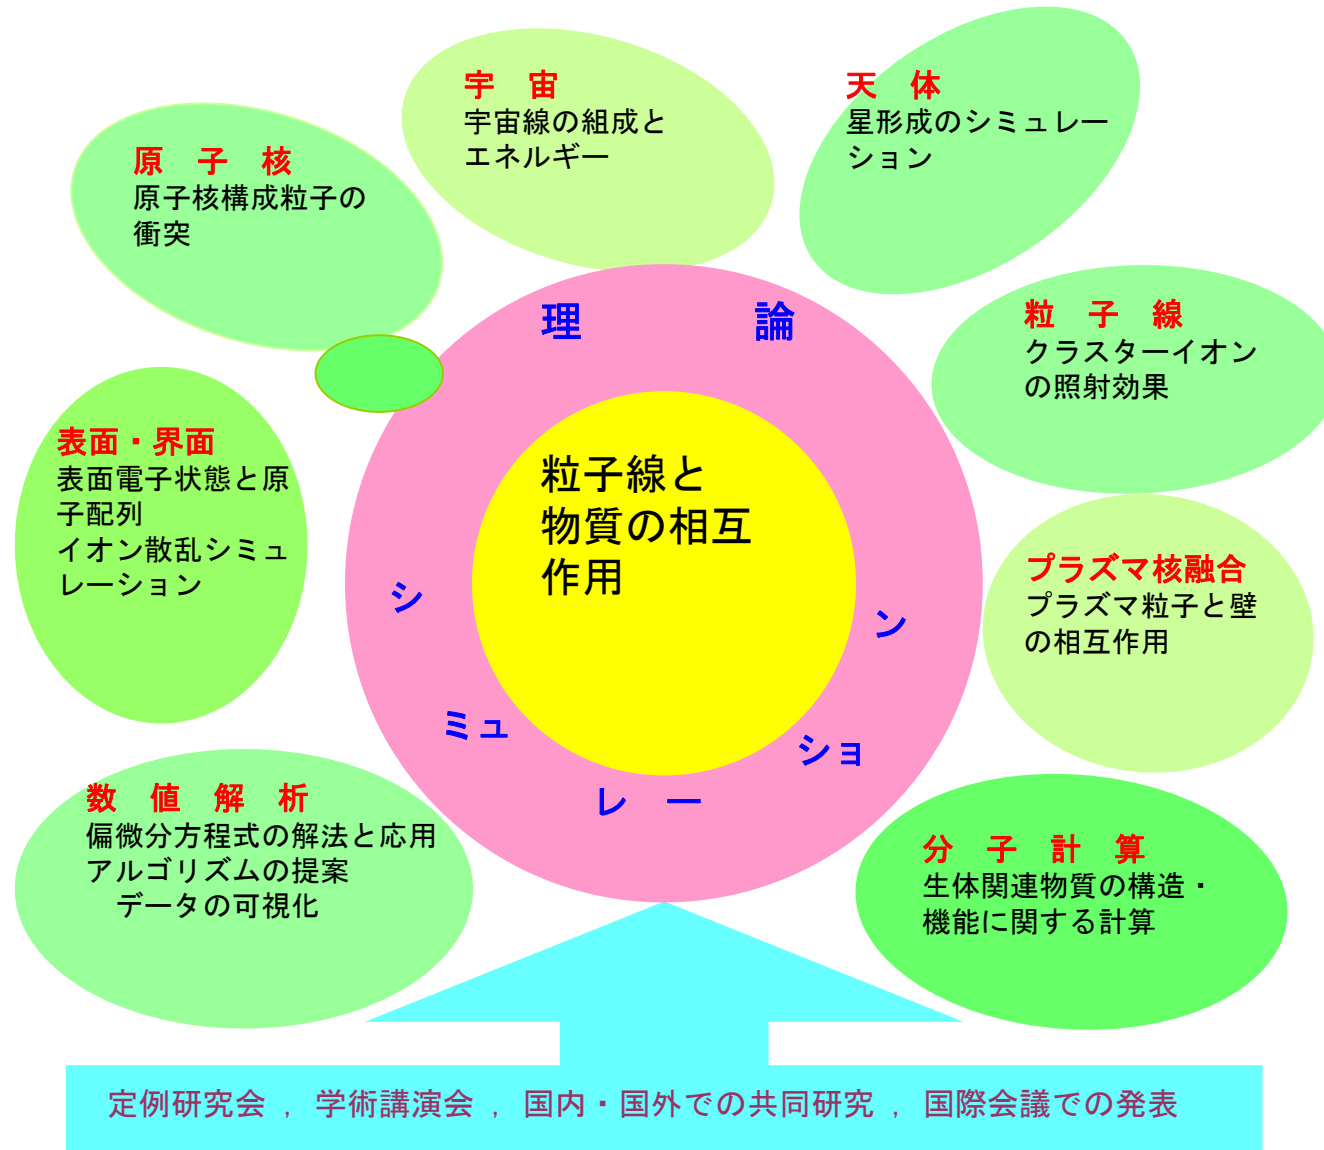 宇 宙
宇宙線の組成と
エネルギー
天 体
星形成のシミュレー
ション
原 子 核
原子核構成粒子の
衝突
粒 子 線
クラスターイオン
の照射効果
理 論
表面・界面
表面電子状態と原
子配列
イオン散乱シミュ
レーション
粒子線と
物質の相互
作用
シ
ミュ
レ ー
ショ
ン
プラズマ核融合
プラズマ粒子と壁
の相互作用
数 値 解 析
偏微分方程式の解法と応用
アルゴリズムの提案
データの可視化
分 子 計 算
生体関連物質の構造・
機能に関する計算
定例研究会 , 学術講演会 , 国内・国外での共同研究 , 国際会議での発表